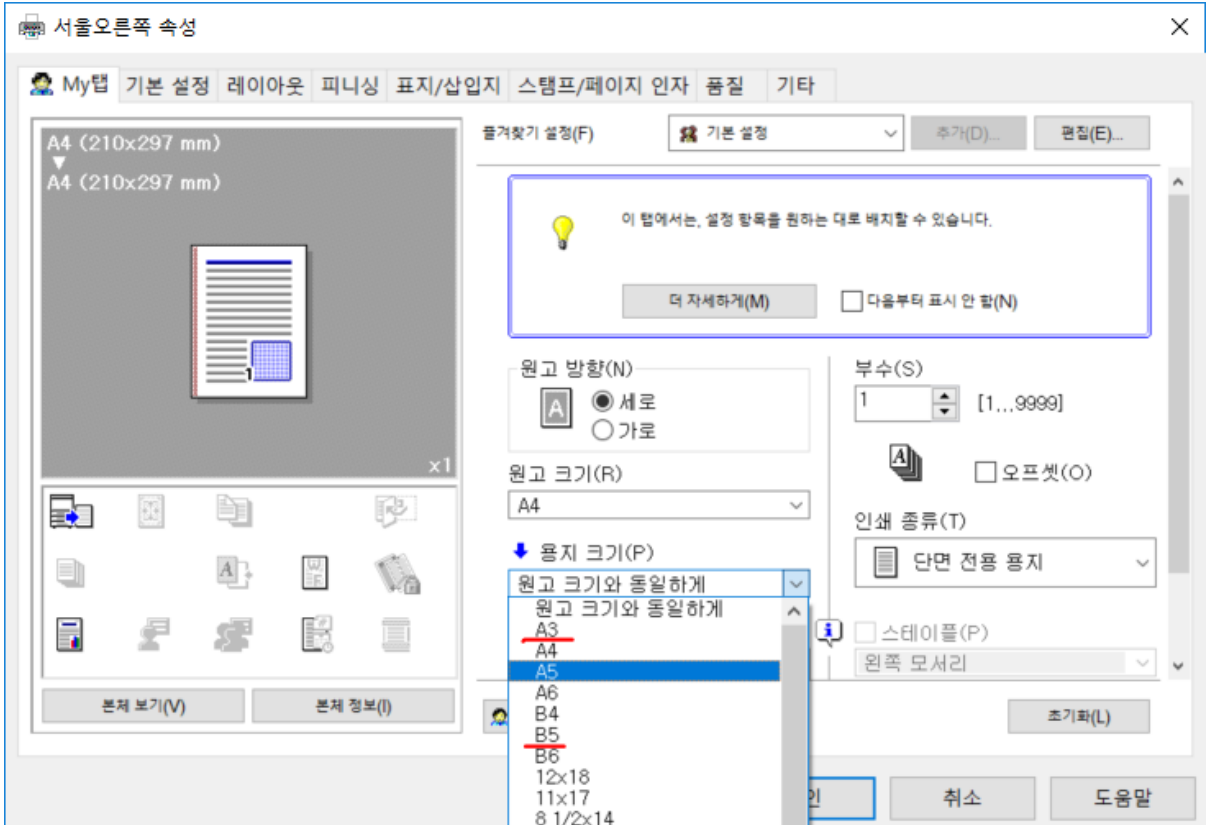 서울오른쪽 속성
My탭 기본 설정 레이아웃 피니싱 표지/삽입지 스탬프/페이지 인자 품질 기타
A4 (210x297 mm)
A4 (210x297 mm)
x1
본체 보기(V) 본체 정보(I)
즐겨찾기 설정(F) 기본 설정 추가(D)... 편집(E)...
이 탭에서는, 설정 항목을 원하는 대로 배치할 수 있습니다.
더 자세하게(M) 다음부터 표시 안 함(N)
원고 방향(N)
세로
가로
원고 크기(R)
A4
용지 크기(P)
원고 크기와 동일하게
원고 크기와 동일하게
A3
A4
A5
A6
B4
B5
B6
12x18
11x17
8 1/2x14
부수(S)
1 [1...9999]
오프셋(O)
인쇄 종류(T)
단면 전용 용지
스테이플(P)
왼쪽 모서리
초기화(L)
인 취소 도움말